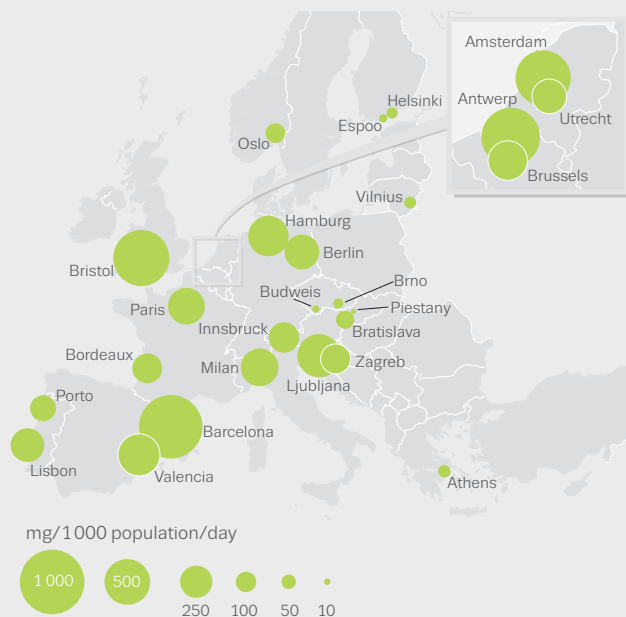 Amsterdam
Antwerp
Utrecht
Brussels
Helsinki
Espoo
Oslo
Vilnius
Hamburg
Berlin
Bristol
Brno
Budweis
Piestany
Paris
Innsbruck
Bratislava
Bordeaux
Milan
Zagreb
Ljubljana
Porto
Barcelona
Lisbon
Valencia
Athens
mg/1000 population/day
1 000
500
250
100
50
10